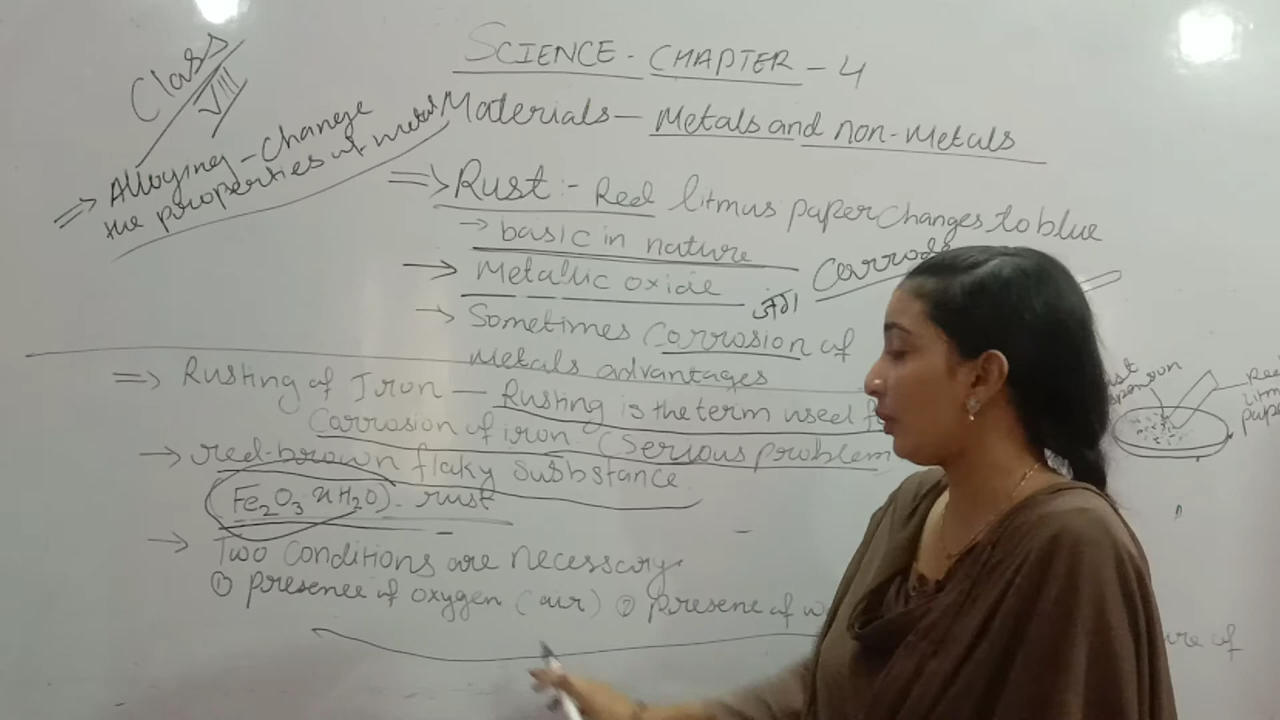 SCIENCE - CHAPTER - 4
Class
VIII
Materials - Metals and non-Metals
=> Alloying - Change
the properties of metal
=> Rust :- Red litmus paper changes to blue
→ basic in nature
Corrode
→ Metallic oxide
जंग
→ Sometimes Corrosion of
metals advantages
=> Rusting of Iron — Rusting is the term used
Corrosion of iron. (Serious problem
→ red-brown flaky Substance
(Fe2O3 xH2O). rust
→ Two Conditions are necessary.
① presence of oxygen (air) ② presene of
Red